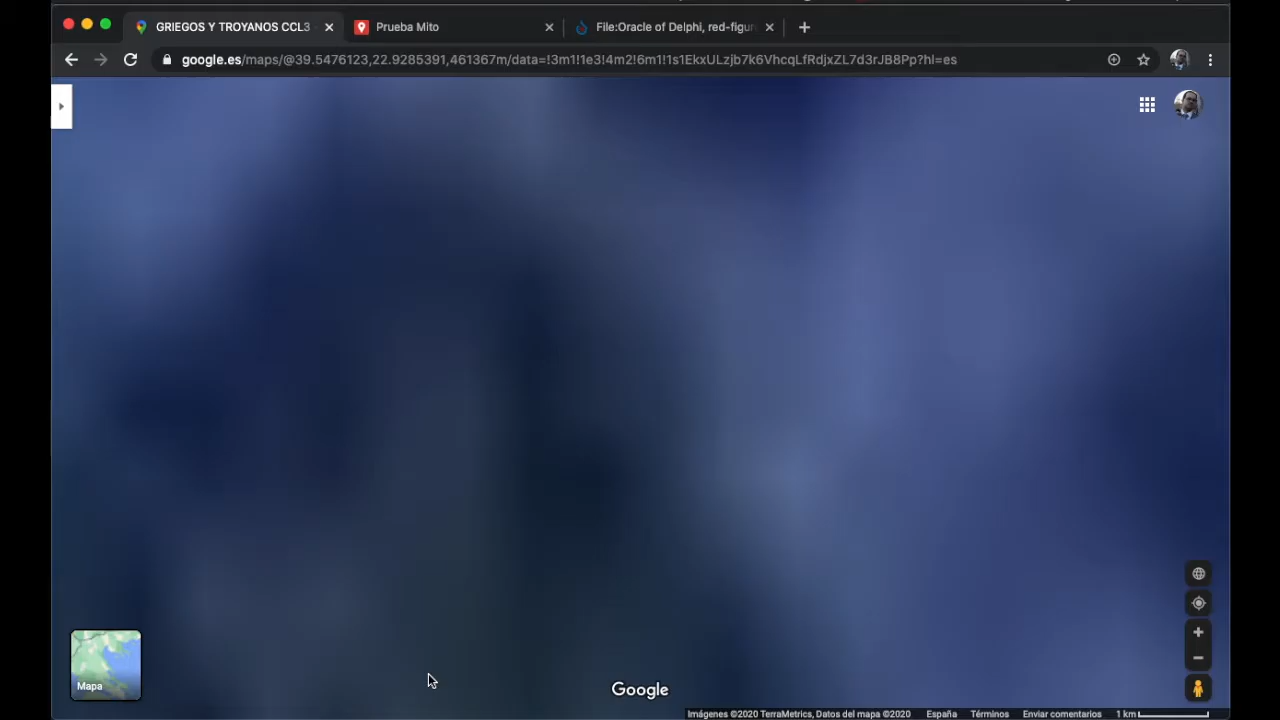 GRIEGOS Y TROYANOS CCL3
Prueba Mito
File:Oracle of Delphi, red-figur
google.es/maps/@39.5476123,22.9285391,461367m/data=!3m1!1e3!4m2!6m1!1s1EkxULzjb7k6VhcqLfRdjxZL7d3rJB8Pp?hl=es
Mapa
Google
Imágenes ©2020 TerraMetrics, Datos del mapa ©2020 España Términos Enviar comentarios 1 km